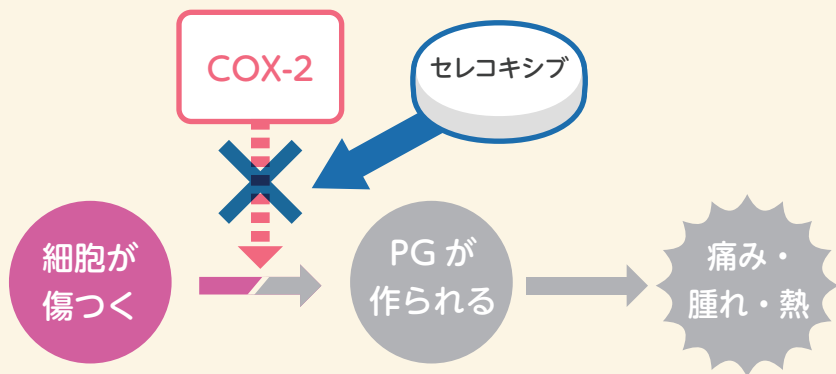 COX-2
セレコキシブ
細胞が
傷つく
PG が
作られる
痛み・
腫れ・熱